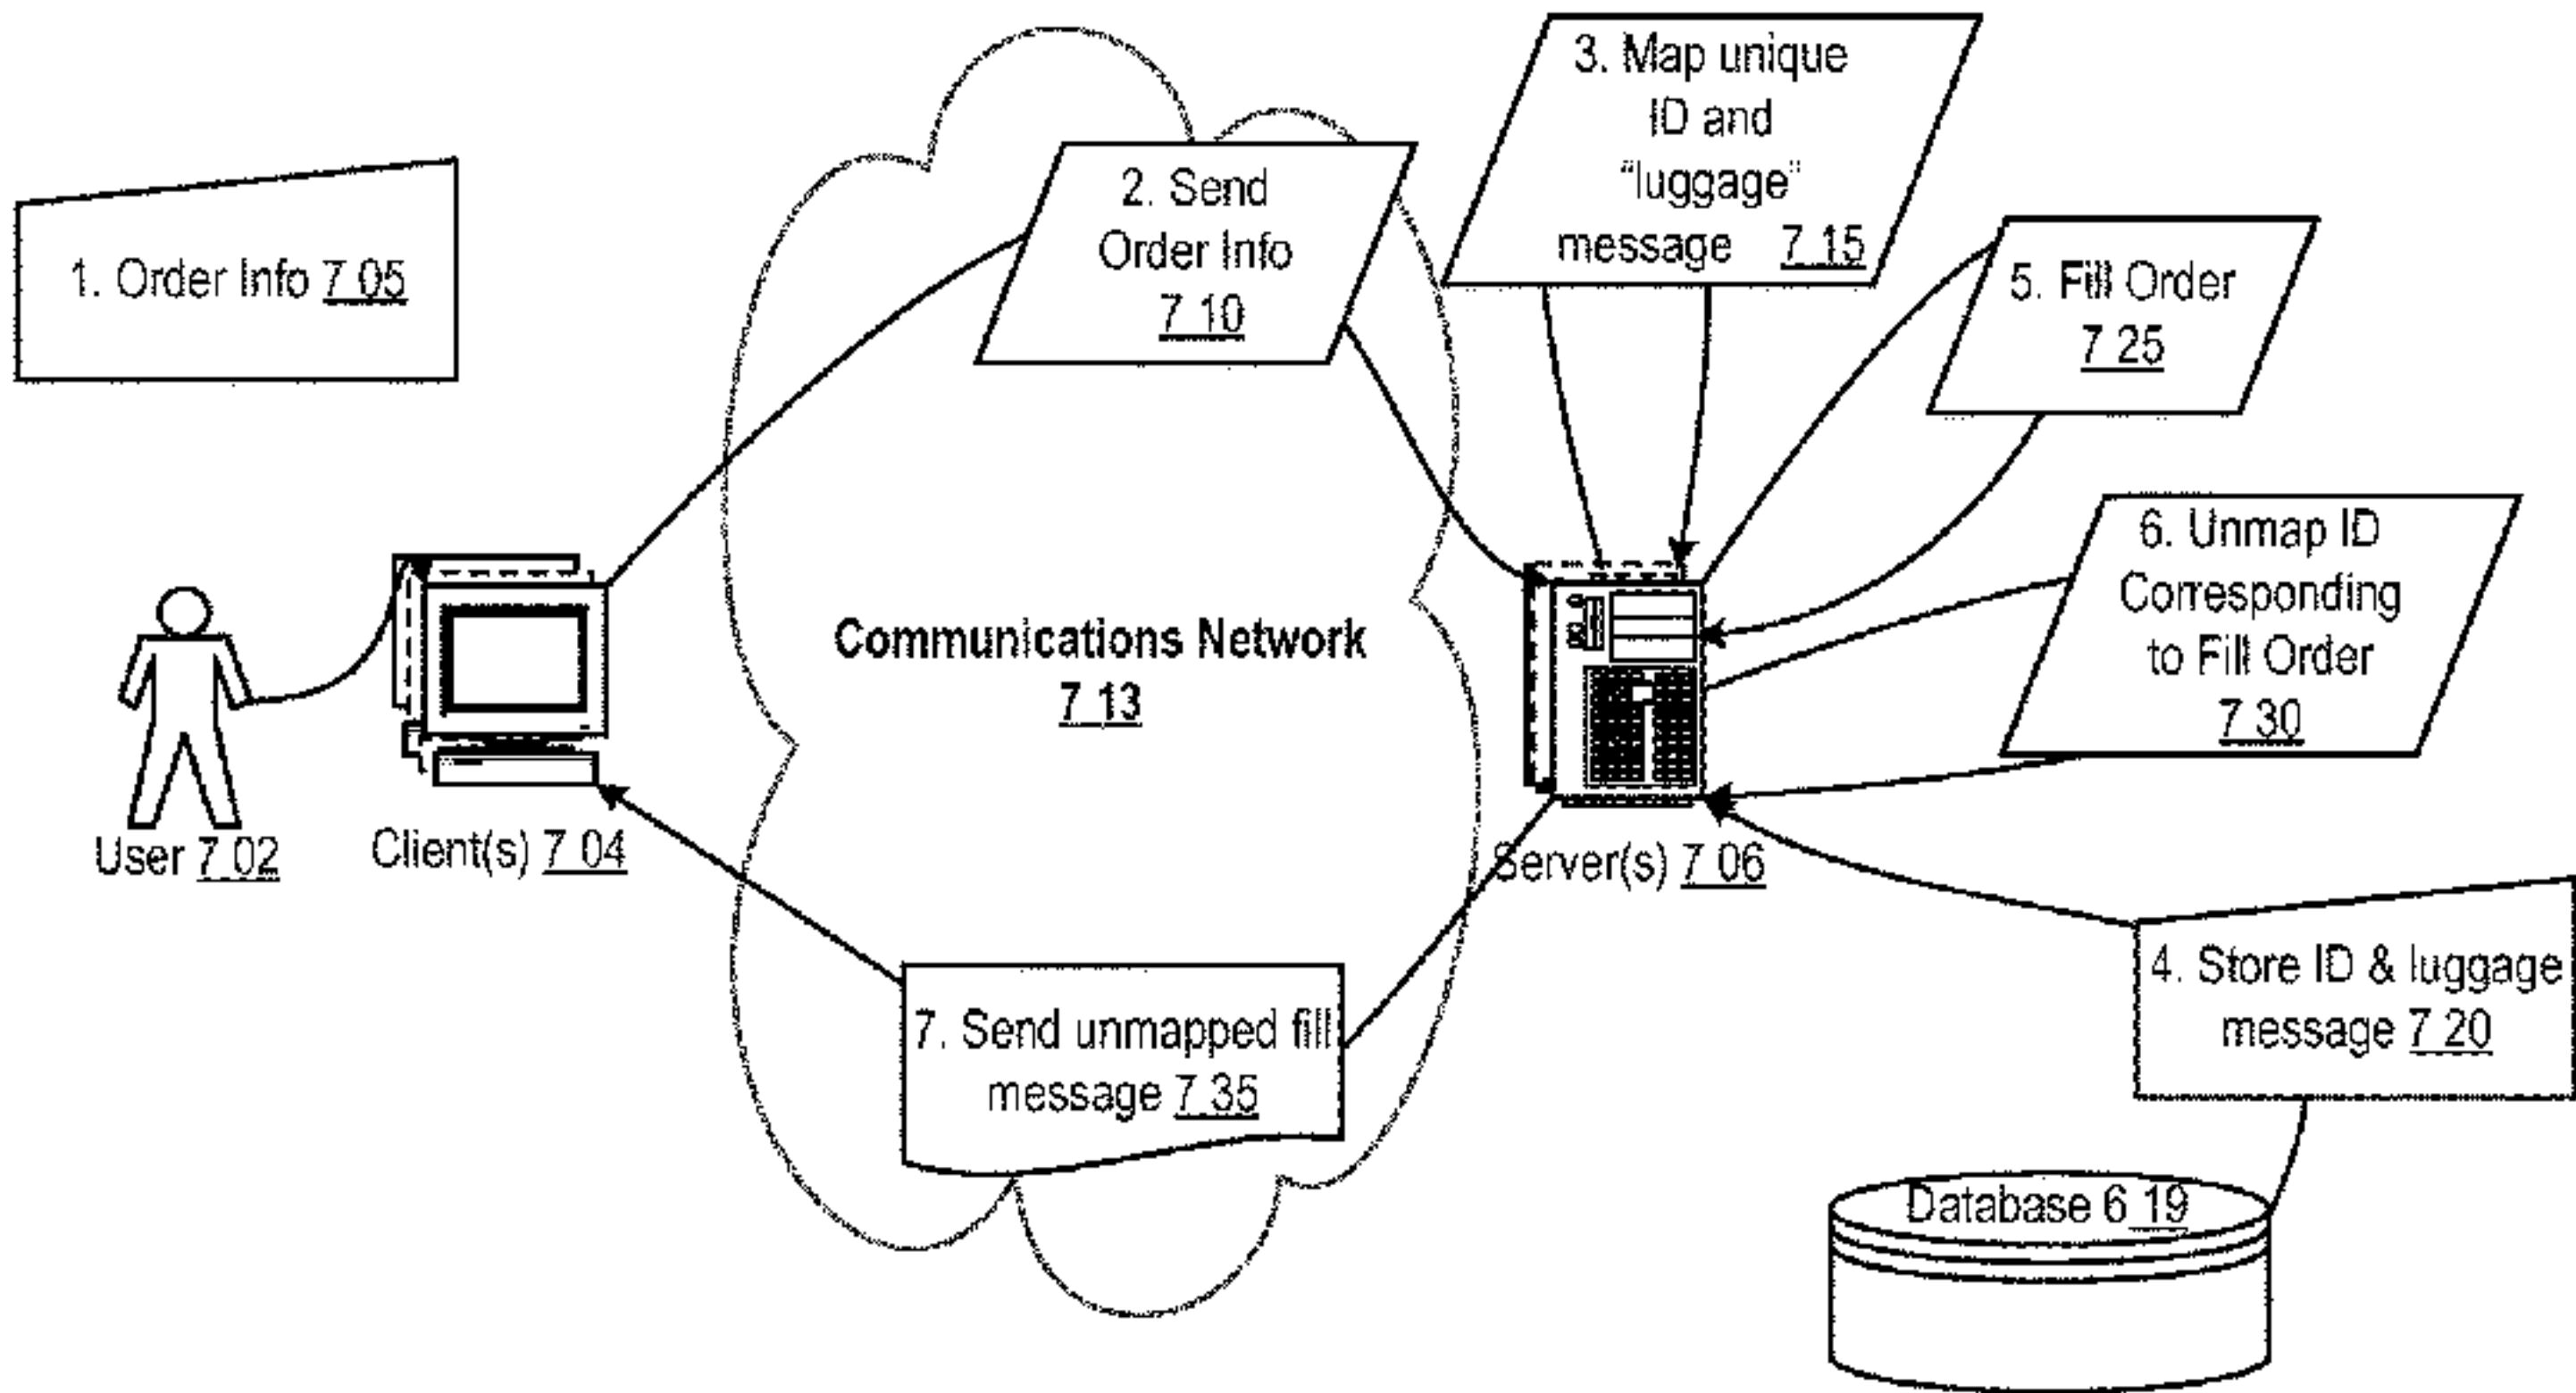 1. Order Info 7 05
2. Send
Order Info
7 10
3. Map unique
ID and
“luggage”
message 7 15
5. Fill Order
7 25
6. Unmap ID
Corresponding
to Fill Order
7 30
Communications Network
7 13
User 7 02
Client(s) 7 04
Server(s) 7 06
4. Store ID & luggage
message 7 20
7. Send unmapped fill
message 7 35
Database 6 19